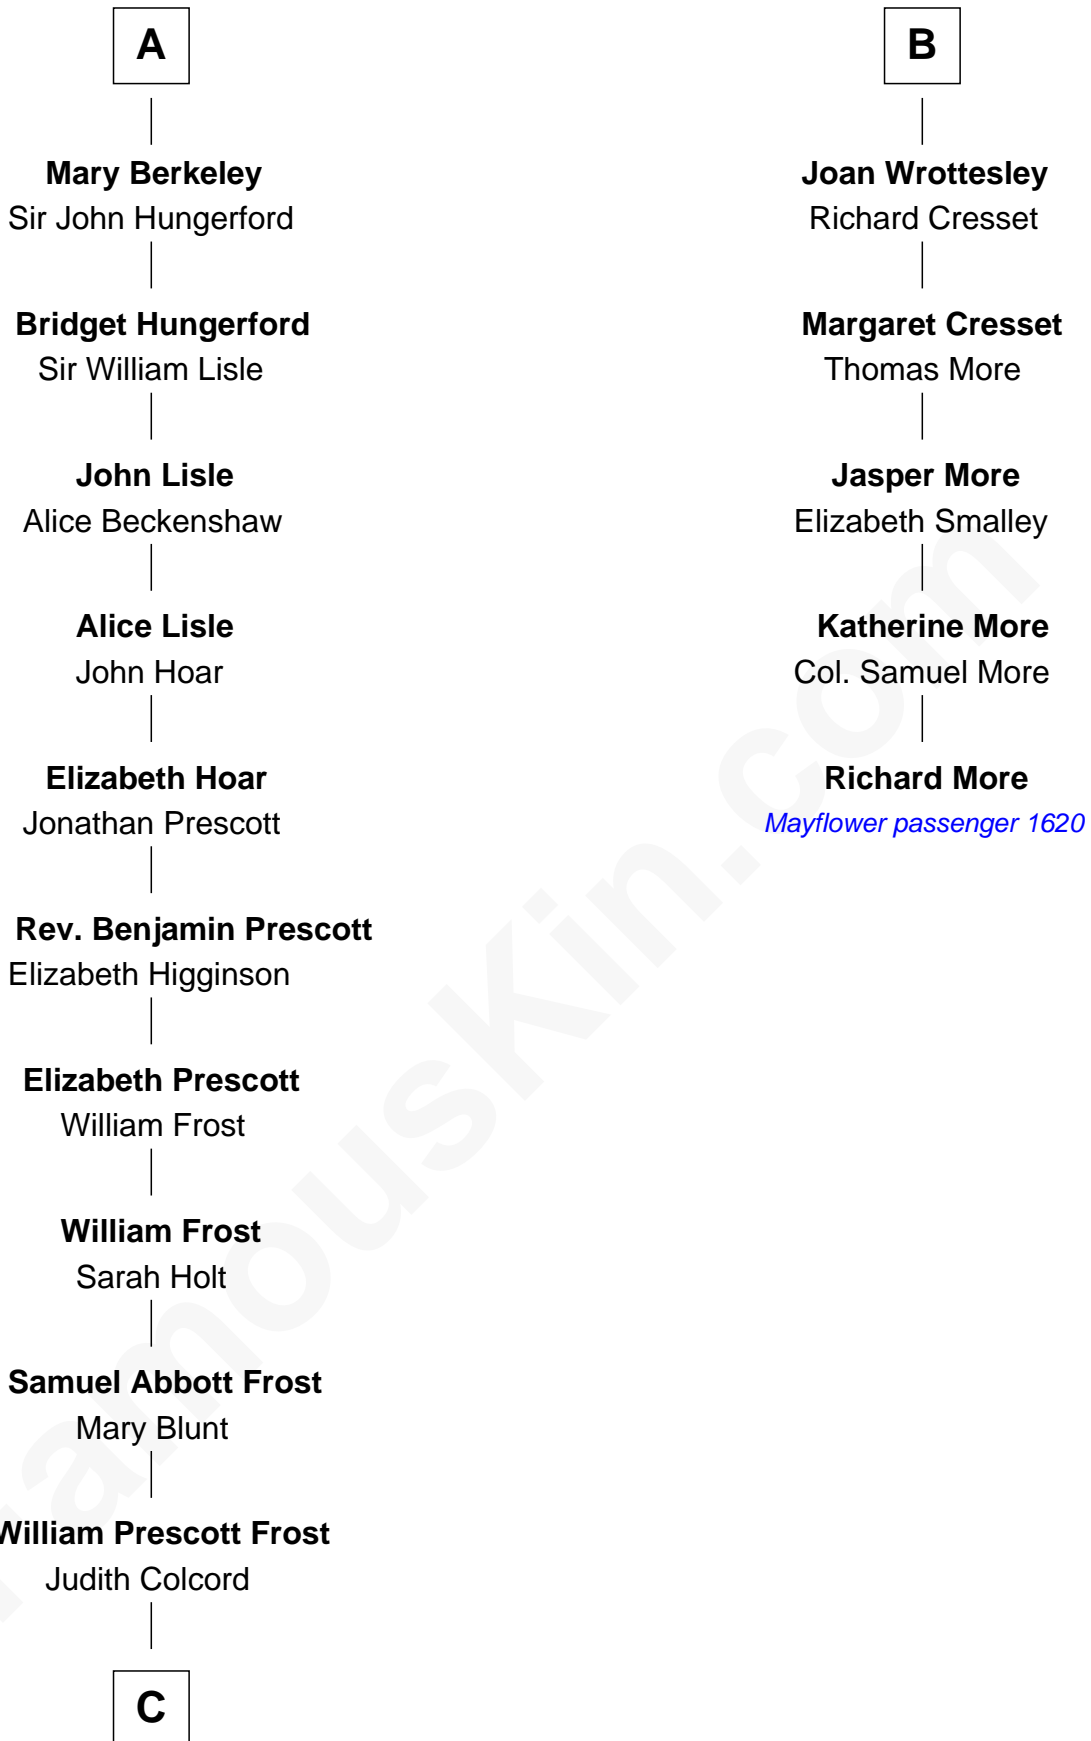 A
Mary Berkeley
Sir John Hungerford
Bridget Hungerford
Sir William Lisle
John Lisle
Alice Beckenshaw
Alice Lisle
John Hoar
Elizabeth Hoar
Jonathan Prescott
Rev. Benjamin Prescott
Elizabeth Higginson
Elizabeth Prescott
William Frost
William Frost
Sarah Holt
Samuel Abbott Frost
Mary Blunt
William Prescott Frost
Judith Colcord
C
B
Joan Wrottesley
Richard Cresset
Margaret Cresset
Thomas More
Jasper More
Elizabeth Smalley
Katherine More
Col. Samuel More
Richard More
Mayflower passenger 1620
FamousKin.com